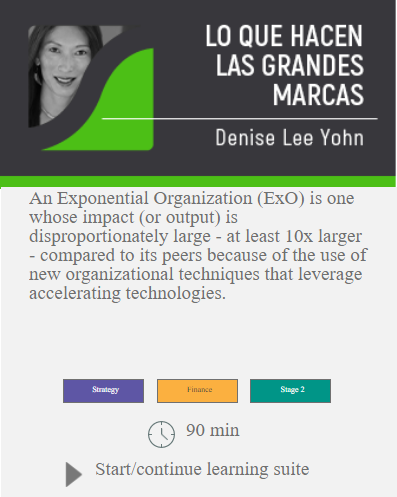 LO QUE HACEN
LAS GRANDES
MARCAS
Denise Lee Yohn
An Exponential Organization (ExO) is one
whose impact (or output) is
disproportionately large - at least 10x larger
- compared to its peers because of the use of
new organizational techniques that leverage
accelerating technologies.
Strategy Finance Stage 2
90 min
Start/continue learning suite